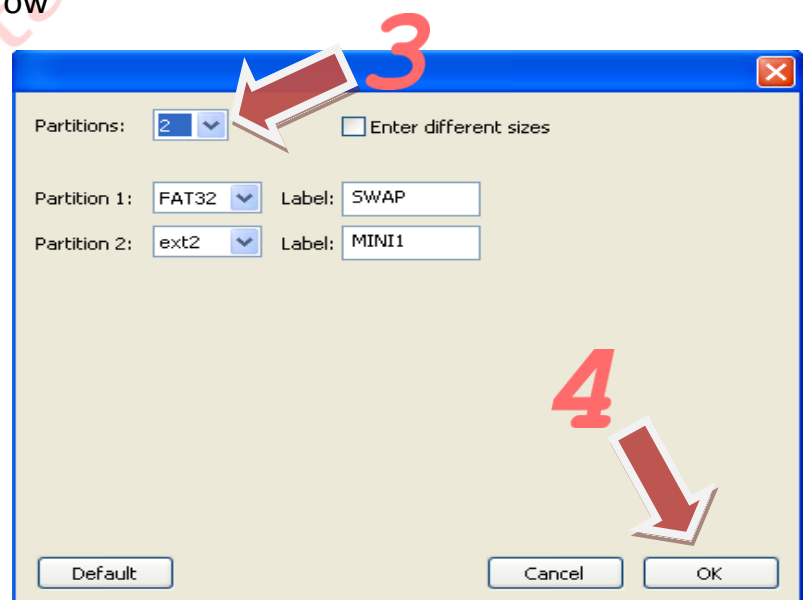 3
Partitions: 2 Enter different sizes
Partition 1: FAT32 Label: SWAP
Partition 2: ext2 Label: MINI1
4
Default Cancel OK